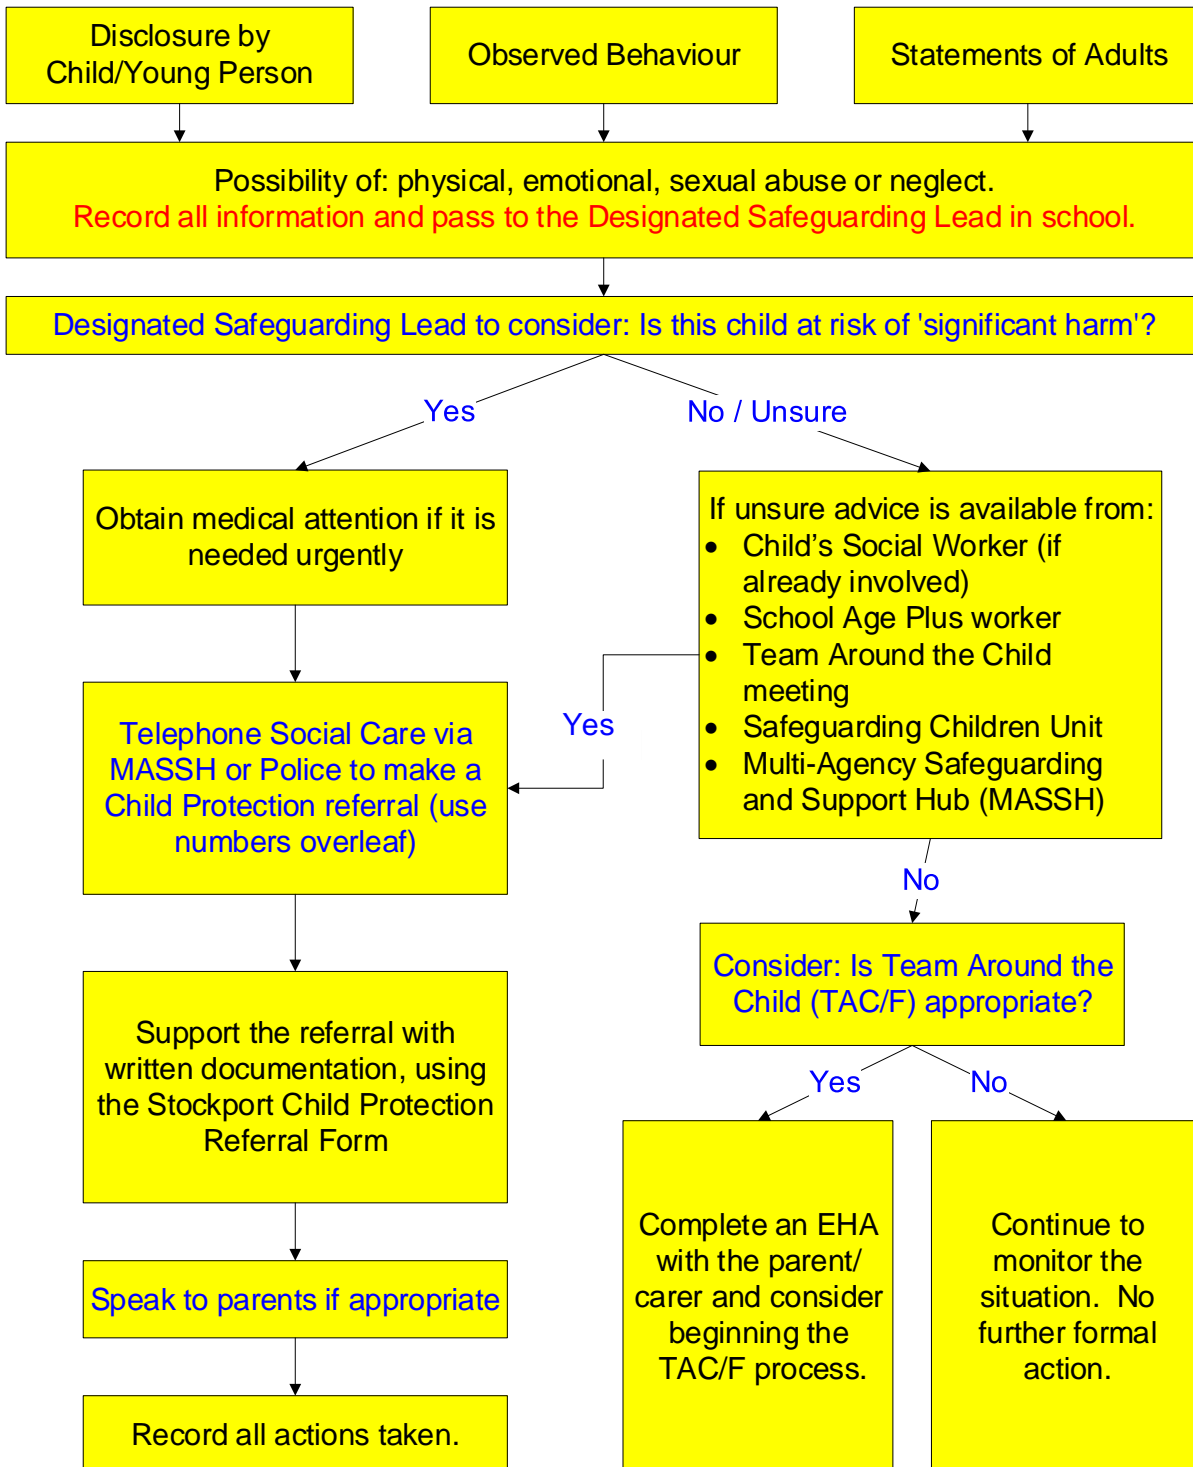 Disclosure by
Child/Young Person
Observed Behaviour
Statements of Adults
Possibility of: physical, emotional, sexual abuse or neglect.
Record all information and pass to the Designated Safeguarding Lead in school.
Designated Safeguarding Lead to consider: Is this child at risk of 'significant harm'?
Yes
No / Unsure
Obtain medical attention if it is
needed urgently
If unsure advice is available from:
• Child’s Social Worker (if
already involved)
• School Age Plus worker
• Team Around the Child
meeting
• Safeguarding Children Unit
• Multi-Agency Safeguarding
and Support Hub (MASSH)
Yes
Telephone Social Care via
MASSH or Police to make a
Child Protection referral (use
numbers overleaf)
No
Consider: Is Team Around the
Child (TAC/F) appropriate?
Support the referral with
written documentation, using
the Stockport Child Protection
Referral Form
Yes
No
Complete an EHA
with the parent/
carer and consider
beginning the
TAC/F process.
Continue to
monitor the
situation.  No
further formal
action.
Speak to parents if appropriate
Record all actions taken.